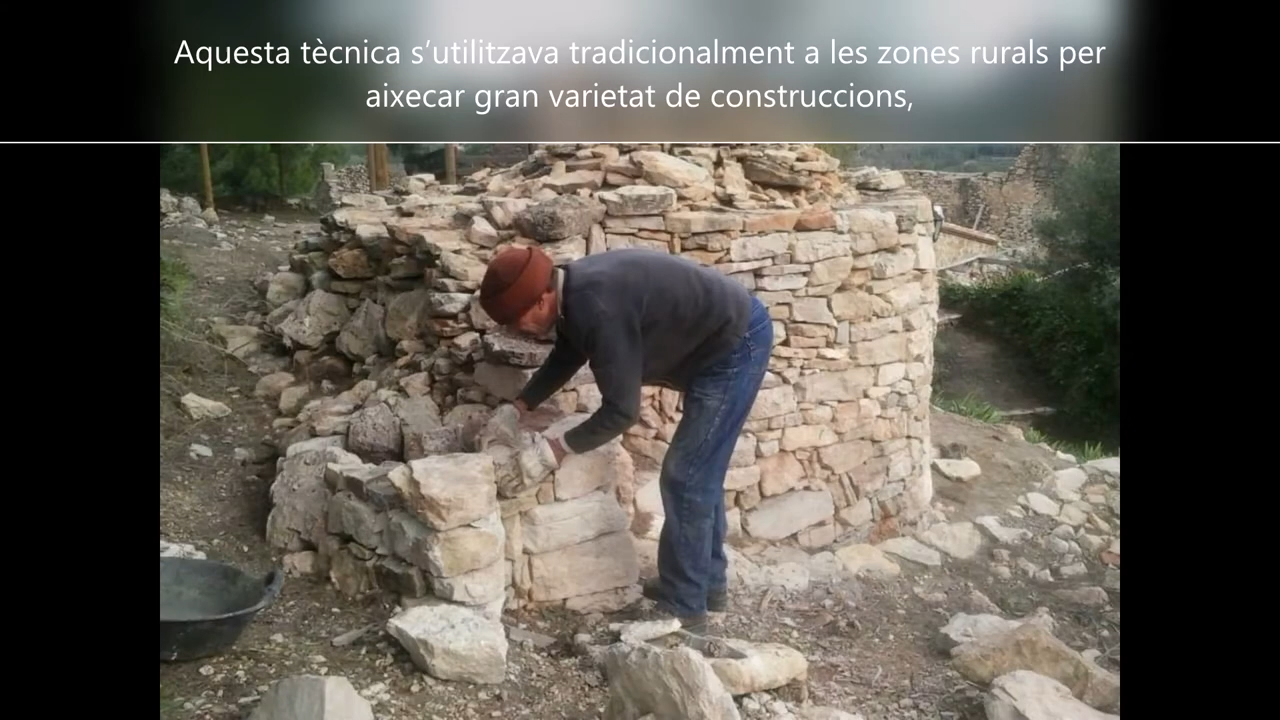 Aquesta tècnica s’utilitzava tradicionalment a les zones rurals per
aixecar gran varietat de construccions,